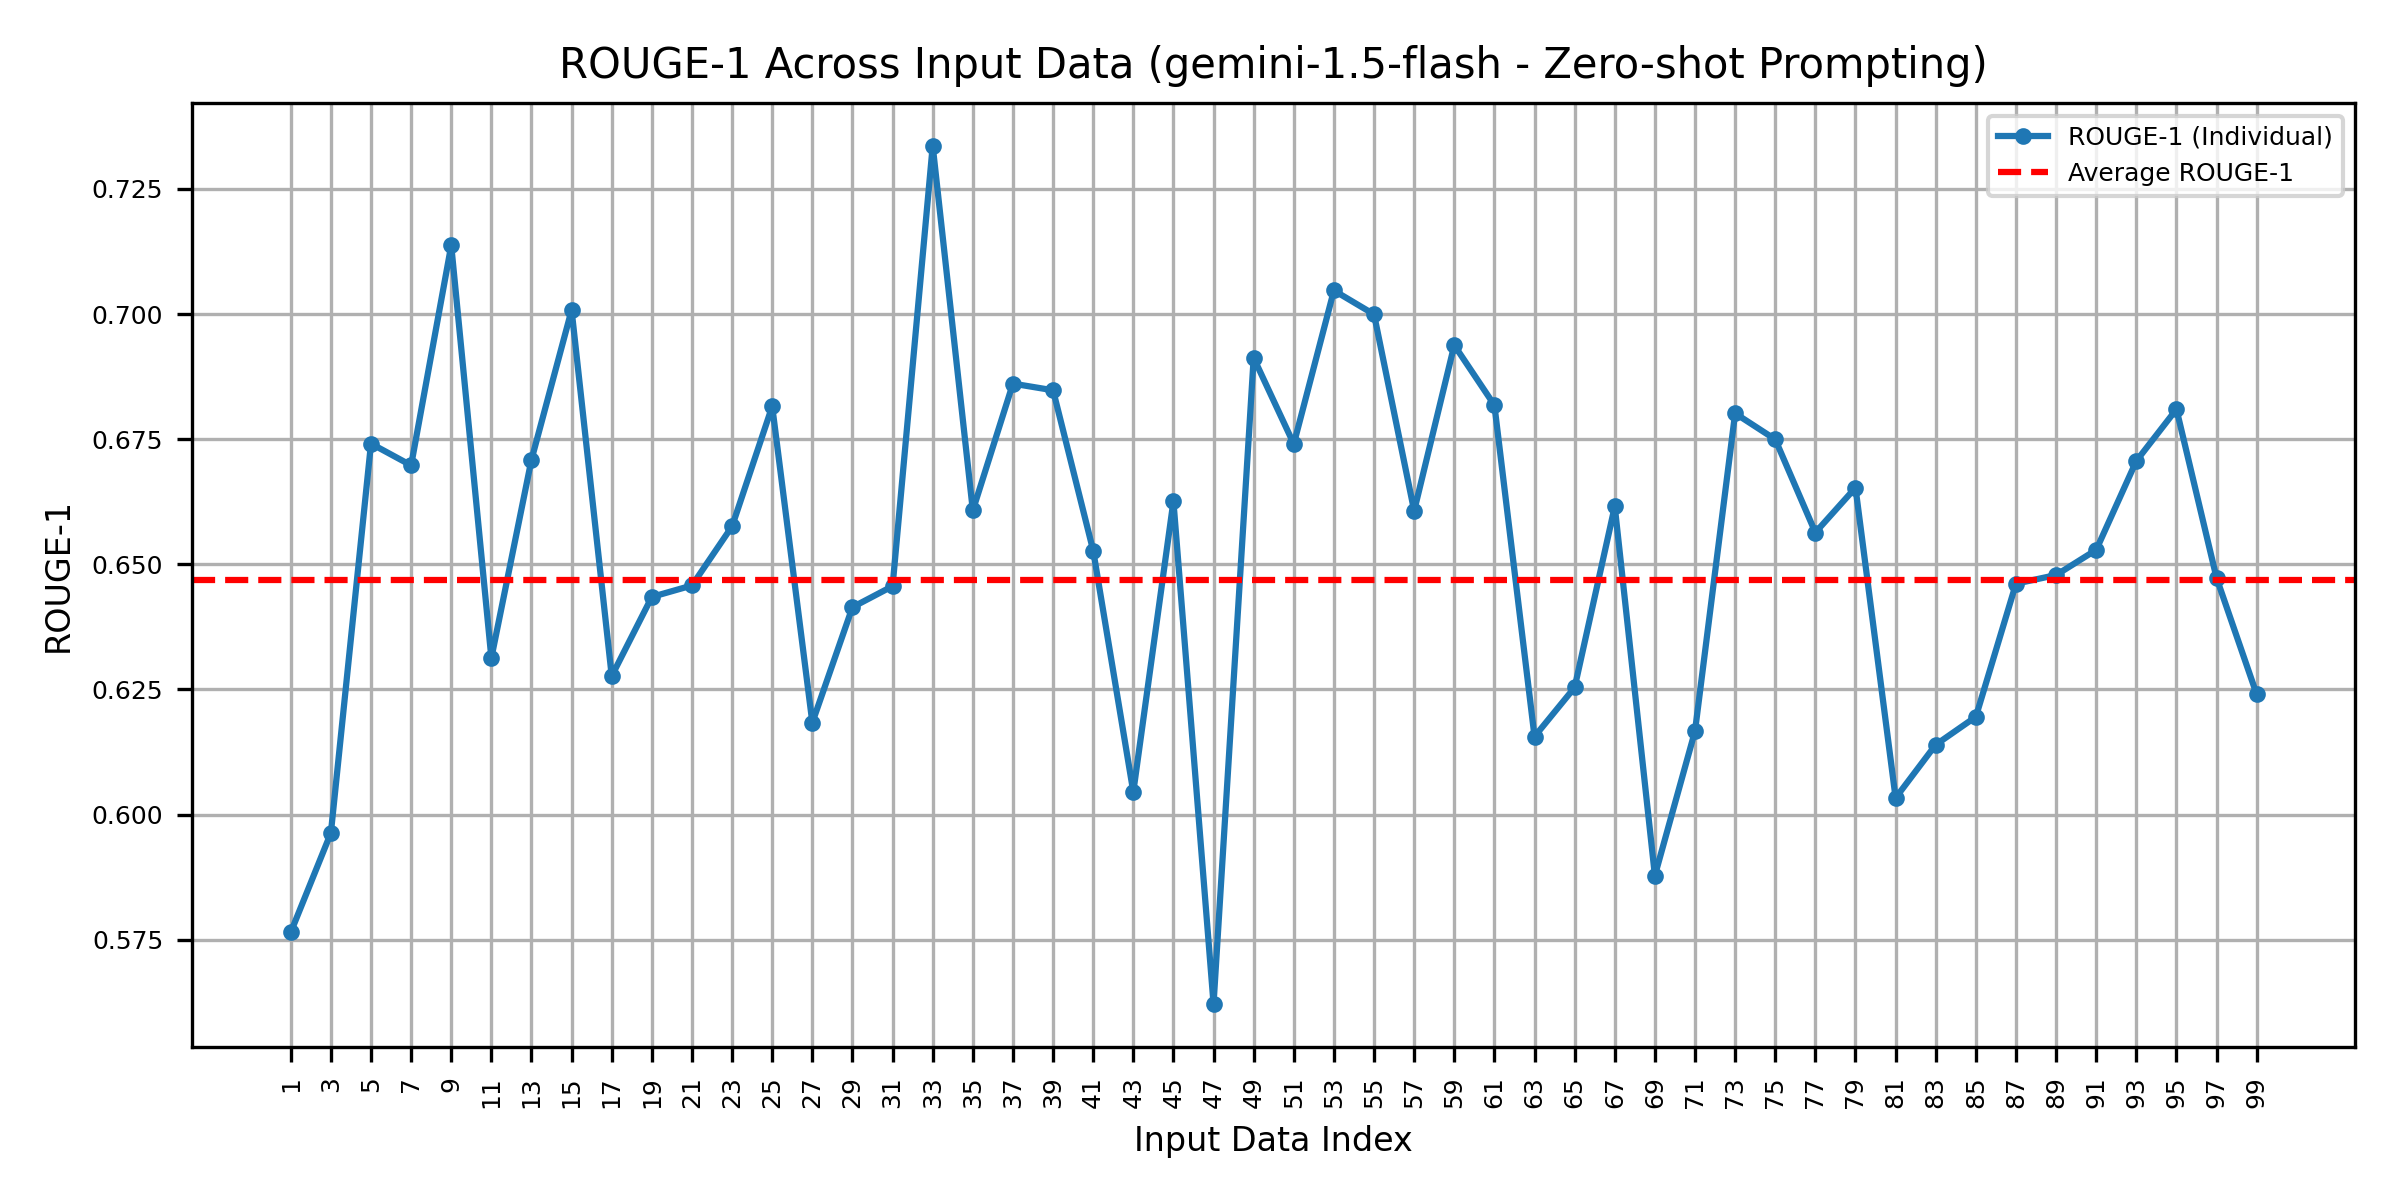 ROUGE-1 Across Input Data (gemini-1.5-flash - Zero-shot Prompting)
ROUGE-1 (Individual)
Average ROUGE-1
0.725
0.700
0.675
0.650
0.625
0.600
0.575
ROUGE-1
1 3 5 7 9 11 13 15 17 19 21 23 25 27 29 31 33 35 37 39 41 43 45 47 49 51 53 55 57 59 61 63 65 67 69 71 73 75 77 79 81 83 85 87 89 91 93 95 97 99
Input Data Index